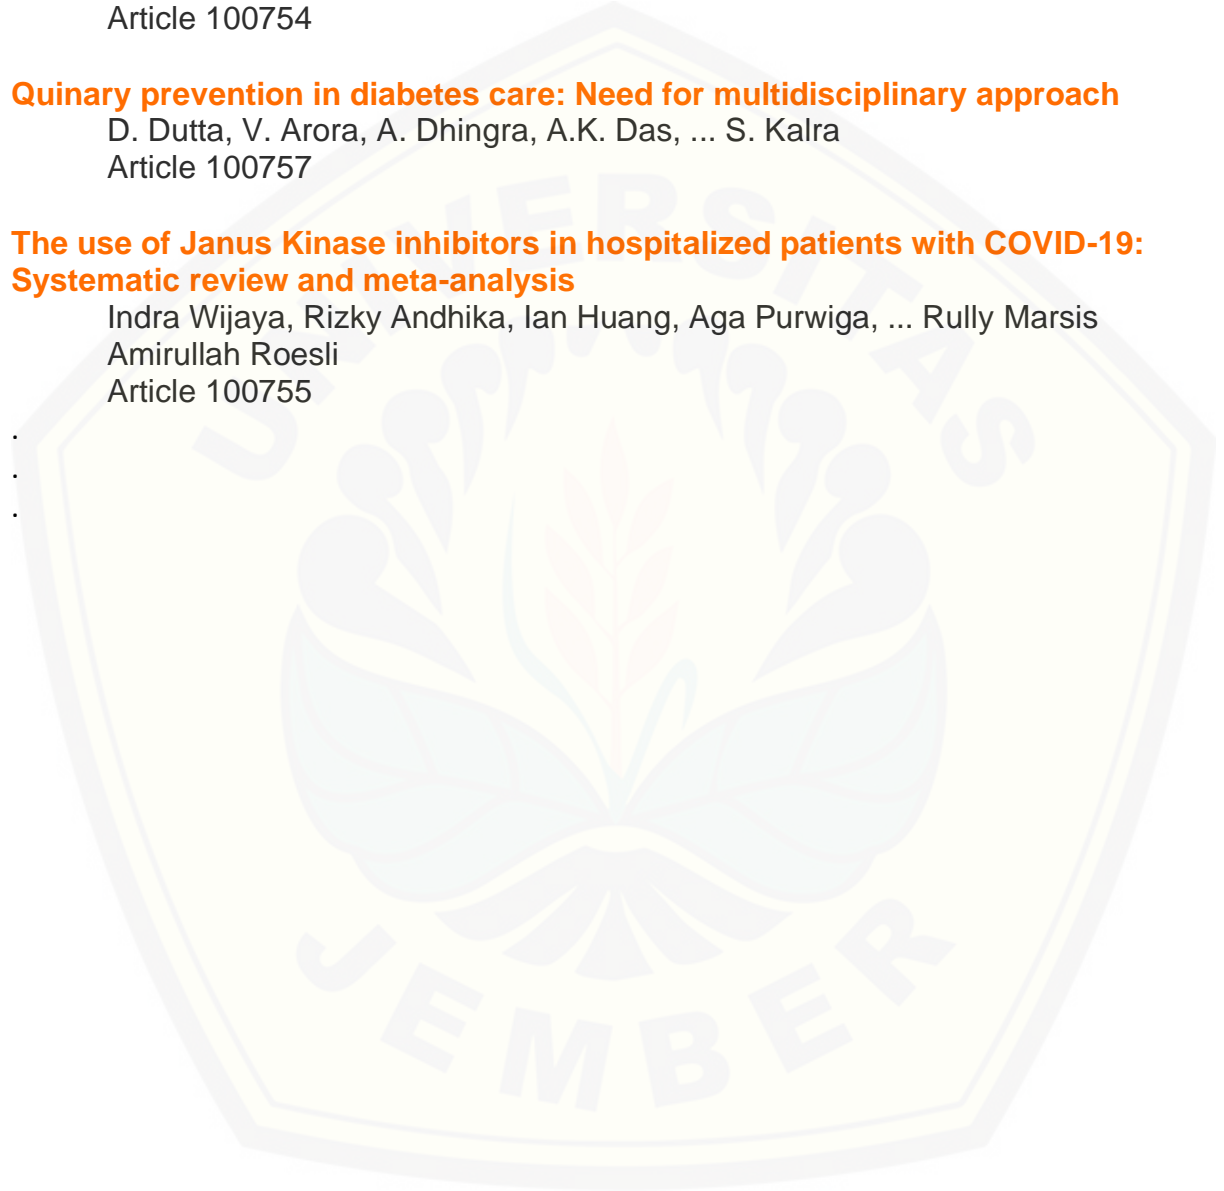 Article 100754
Quinary prevention in diabetes care: Need for multidisciplinary approach
D. Dutta, V. Arora, A. Dhingra, A.K. Das, ... S. Kalra
Article 100757
The use of Janus Kinase inhibitors in hospitalized patients with COVID-19:
Systematic review and meta-analysis
Indra Wijaya, Rizky Andhika, Ian Huang, Aga Purwiga, ... Rully Marsis
Amirullah Roesli
Article 100755
.
.
.
UNIVERSITAS
JEMBER